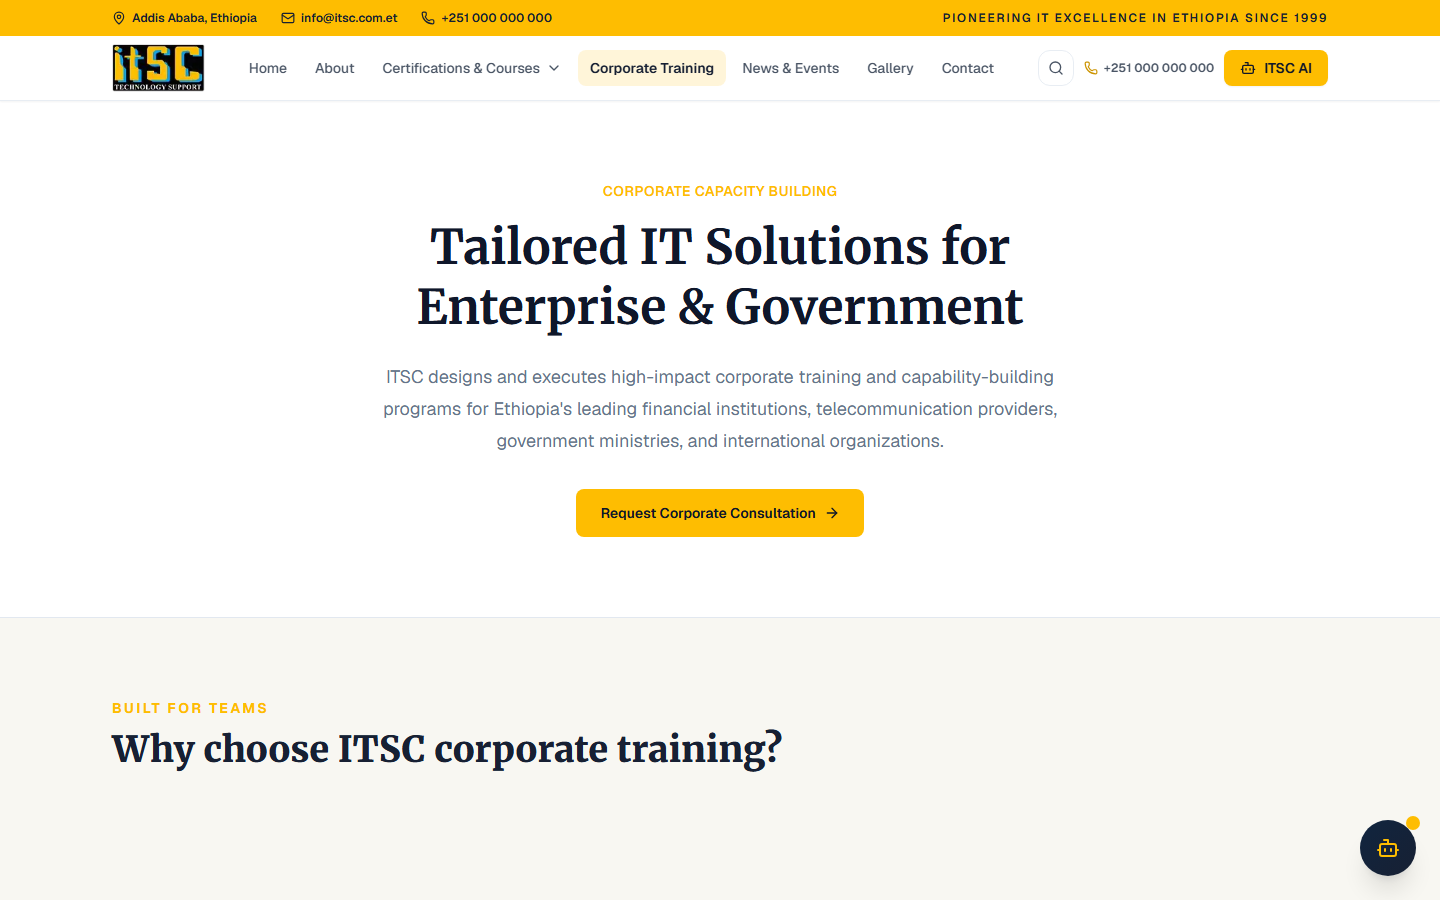 Addis Ababa, Ethiopia
info@itsc.com.et
+251 000 000 000
PIONEERING IT EXCELLENCE IN ETHIOPIA SINCE 1999
itSC
TECHNOLOGY SUPPORT
Home
About
Certifications & Courses
Corporate Training
News & Events
Gallery
Contact
+251 000 000 000
ITSC AI
CORPORATE CAPACITY BUILDING
Tailored IT Solutions for
Enterprise & Government
ITSC designs and executes high-impact corporate training and capability-building
programs for Ethiopia's leading financial institutions, telecommunication providers,
government ministries, and international organizations.
Request Corporate Consultation
BUILT FOR TEAMS
Why choose ITSC corporate training?